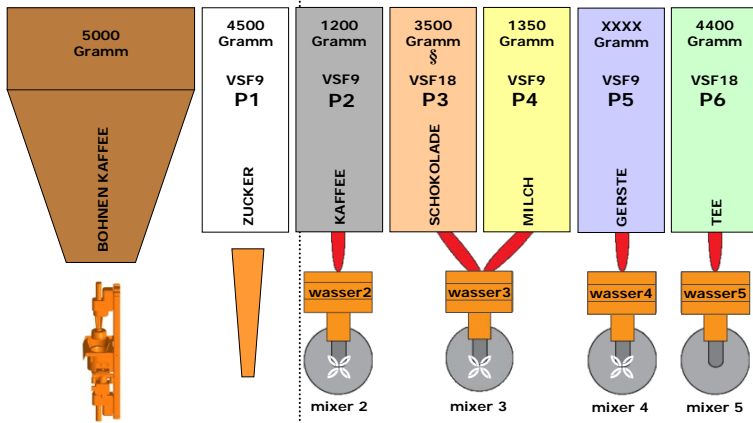 5000
Gramm
BOHNEN KAFFEE
4500
Gramm
VSF9
P1
ZUCKER
1200
Gramm
VSF9
P2
KAFFEE
3500
Gramm
§
VSF18
P3
SCHOKOLADE
1350
Gramm
VSF9
P4
MILCH
XXXX
Gramm
VSF9
P5
GERSTE
4400
Gramm
VSF18
P6
TEE
wasser2
wasser3
wasser4
wasser5
mixer 2
mixer 3
mixer 4
mixer 5